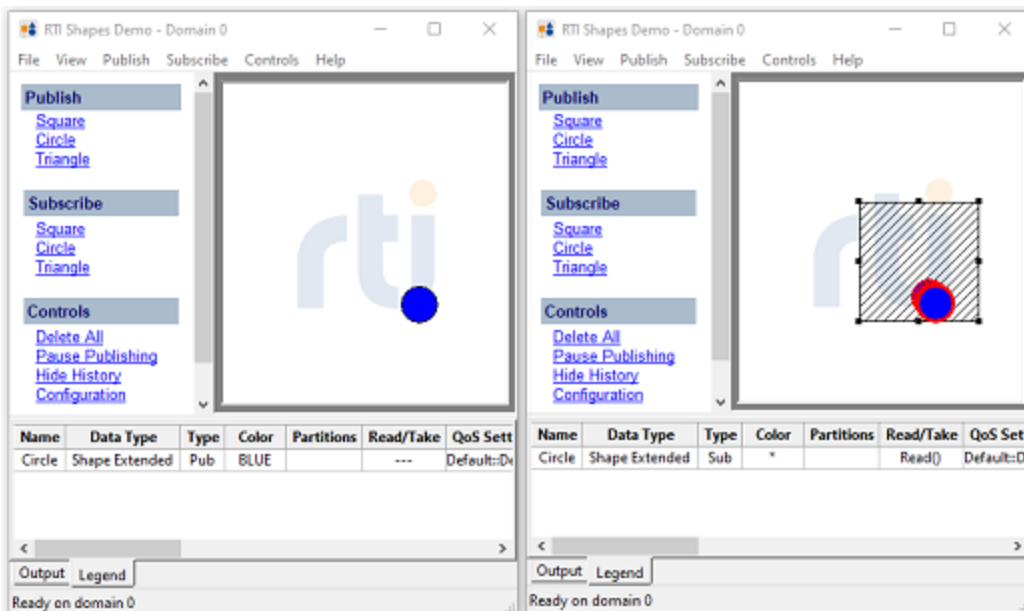 RTI Shapes Demo - Domain 0
File View Publish Subscribe Controls Help
Publish
Square
Circle
Triangle
Subscribe
Square
Circle
Triangle
Controls
Delete All
Pause Publishing
Hide History
Configuration
rti
Name Data Type Type Color Partitions Read/Take QoS Sett
Circle Shape Extended Pub BLUE --- Default::De
Output Legend
Ready on domain 0
RTI Shapes Demo - Domain 0
File View Publish Subscribe Controls Help
Publish
Square
Circle
Triangle
Subscribe
Square
Circle
Triangle
Controls
Delete All
Pause Publishing
Hide History
Configuration
rti
Name Data Type Type Color Partitions Read/Take QoS Set
Circle Shape Extended Sub * Read() Default::D
Output Legend
Ready on domain 0